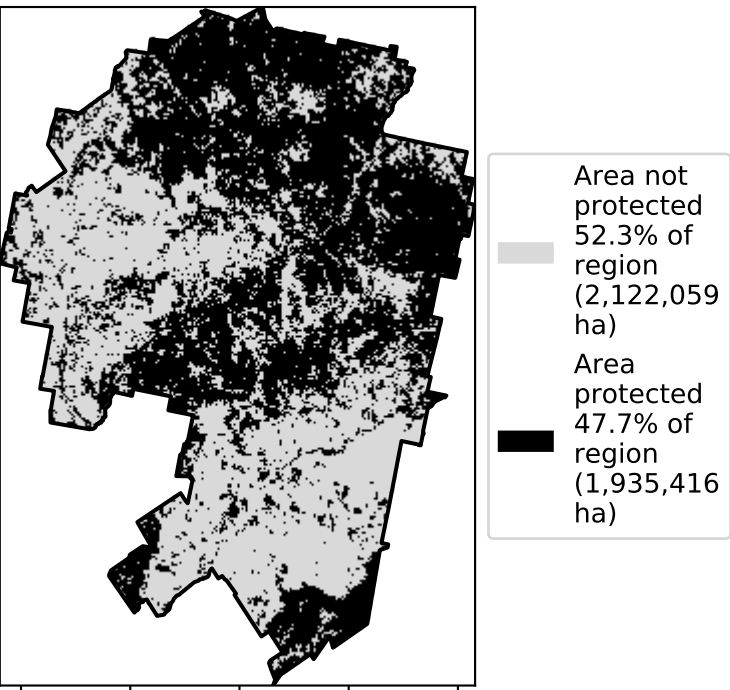 Area not
protected
52.3% of
region
(2,122,059
ha)
Area
protected
47.7% of
region
(1,935,416
ha)